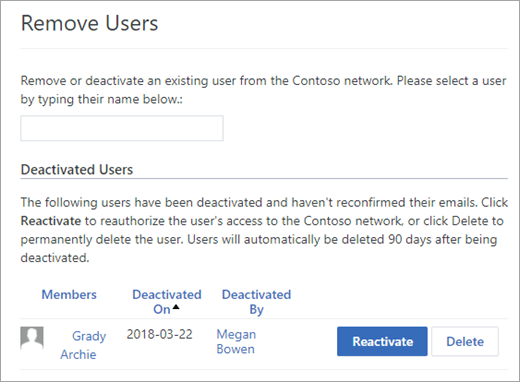 Remove Users
Remove or deactivate an existing user from the Contoso network. Please select a user
by typing their name below.:
Deactivated Users
The following users have been deactivated and haven't reconfirmed their emails. Click
Reactivate to reauthorize the user's access to the Contoso network, or click Delete to
permanently delete the user. Users will automatically be deleted 90 days after being
deactivated.
Members Deactivated Deactivated
On By
Grady 2018-03-22 Megan Reactivate Delete
Archie Bowen